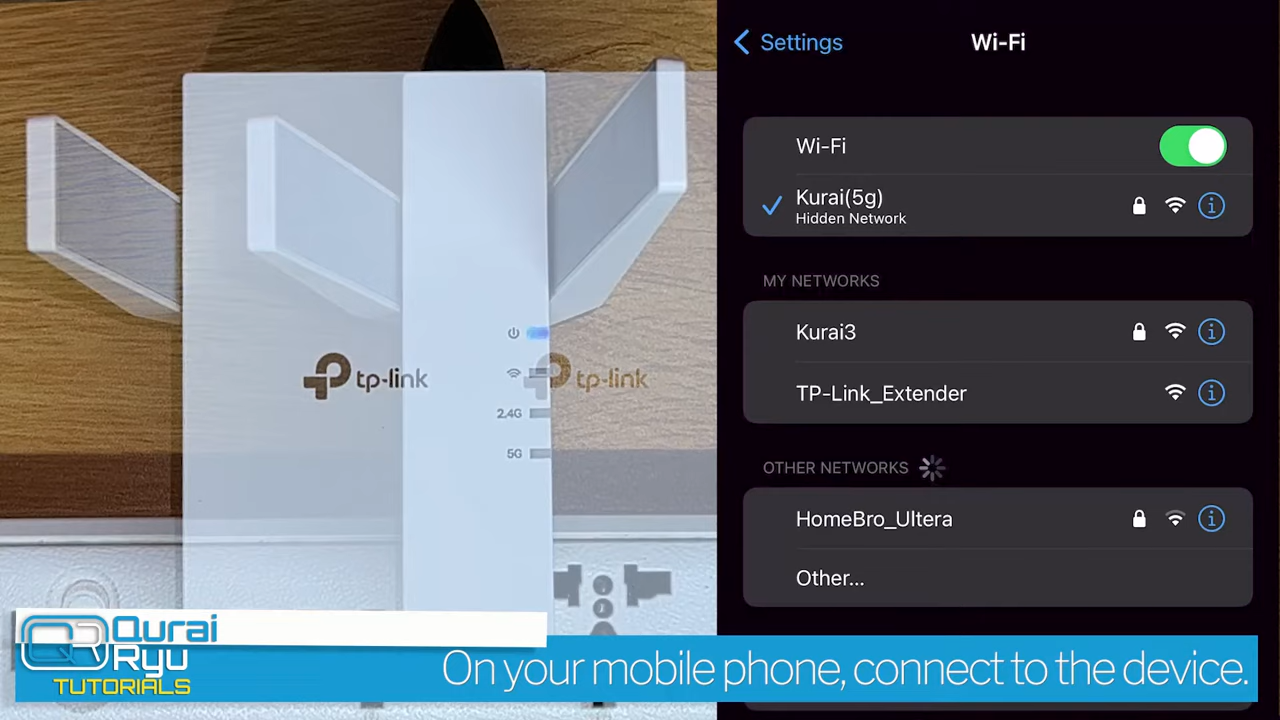 tp-link
tp-link
2.4G
5G
Settings
Wi-Fi
Wi-Fi
Kurai(5g)
Hidden Network
MY NETWORKS
Kurai3
TP-Link_Extender
OTHER NETWORKS
HomeBro_Ultera
Other...
QR
Qurai
Ryu
TUTORIALS
On your mobile phone, connect to the device.